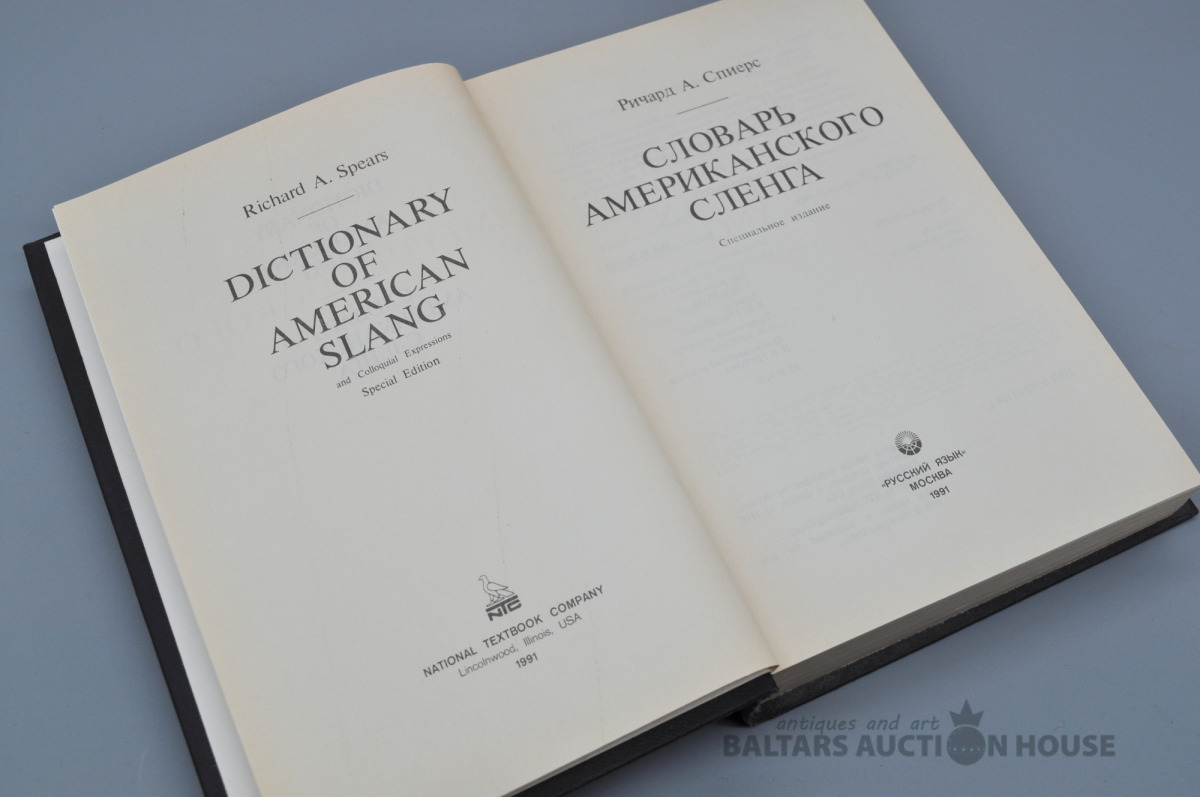 Richard A. Spears
DICTIONARY
OF
AMERICAN
SLANG
and Colloquial Expressions
Special Edition
NTC
NATIONAL TEXTBOOK COMPANY
Lincolnwood, Illinois, USA
1991
Ричард А. Спиерс
СЛОВАРЬ
АМЕРИКАНСКОГО
СЛЕНГА
Специальное издание
«РУССКИЙ ЯЗЫК»
МОСКВА
1991
antiques and art
BALTARS AUCTION HOUSE